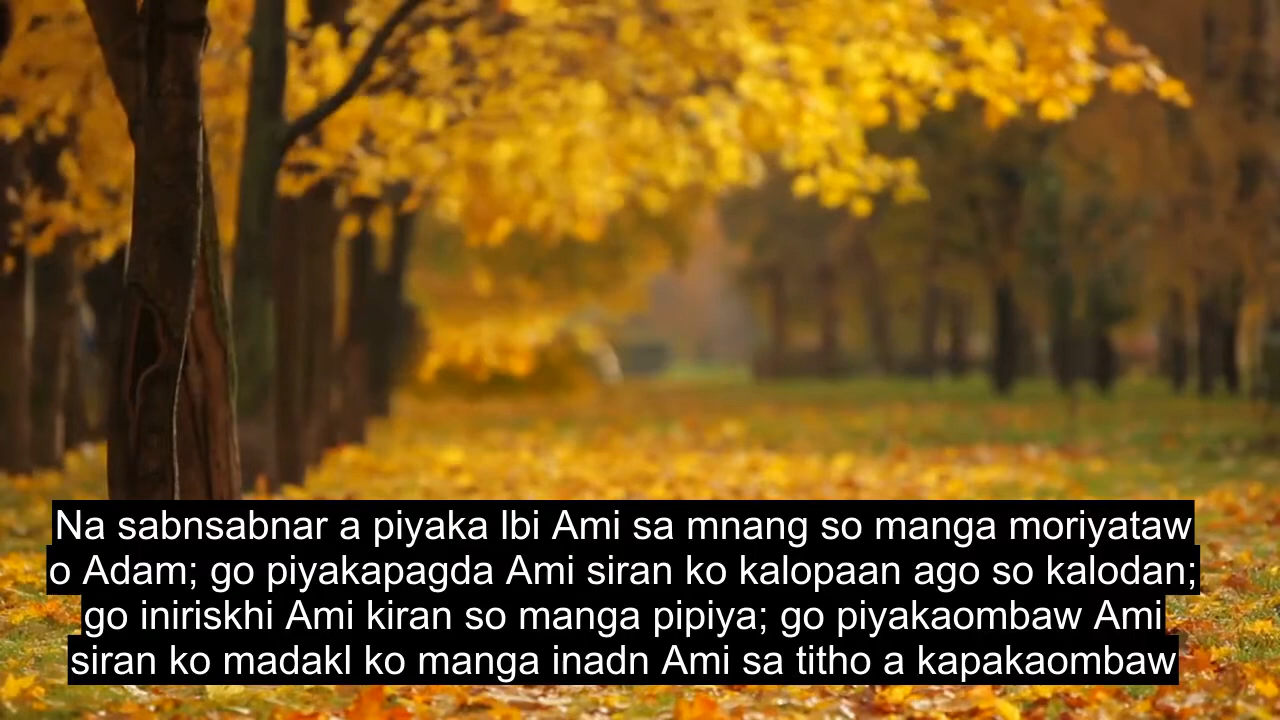 Na sabnsabnar a piyaka lbi Ami sa mnang so manga moriyataw
o Adam; go piyakapagda Ami siran ko kalopaan ago so kalodan;
go iniriskhi Ami kiran so manga pipiya; go piyakaombaw Ami
siran ko madakl ko manga inadn Ami sa titho a kapakaombaw